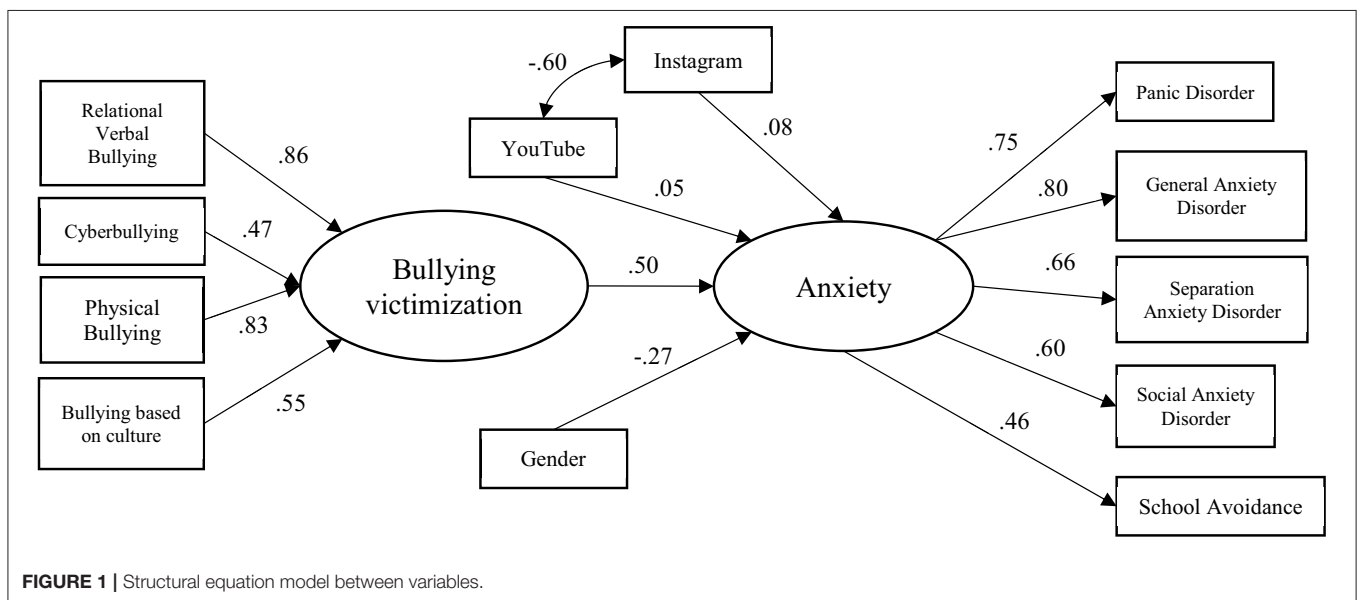 Relational
Verbal
Bullying
Cyberbullying
Physical
Bullying
Bullying based
on culture
.86
.47
.83
.55
Bullying
victimization
-.60
Instagram
YouTube
.08
.05
.50
-.27
Gender
Anxiety
.75
.80
.66
.60
.46
Panic Disorder
General Anxiety
Disorder
Separation
Anxiety Disorder
Social Anxiety
Disorder
School Avoidance
FIGURE 1 | Structural equation model between variables.